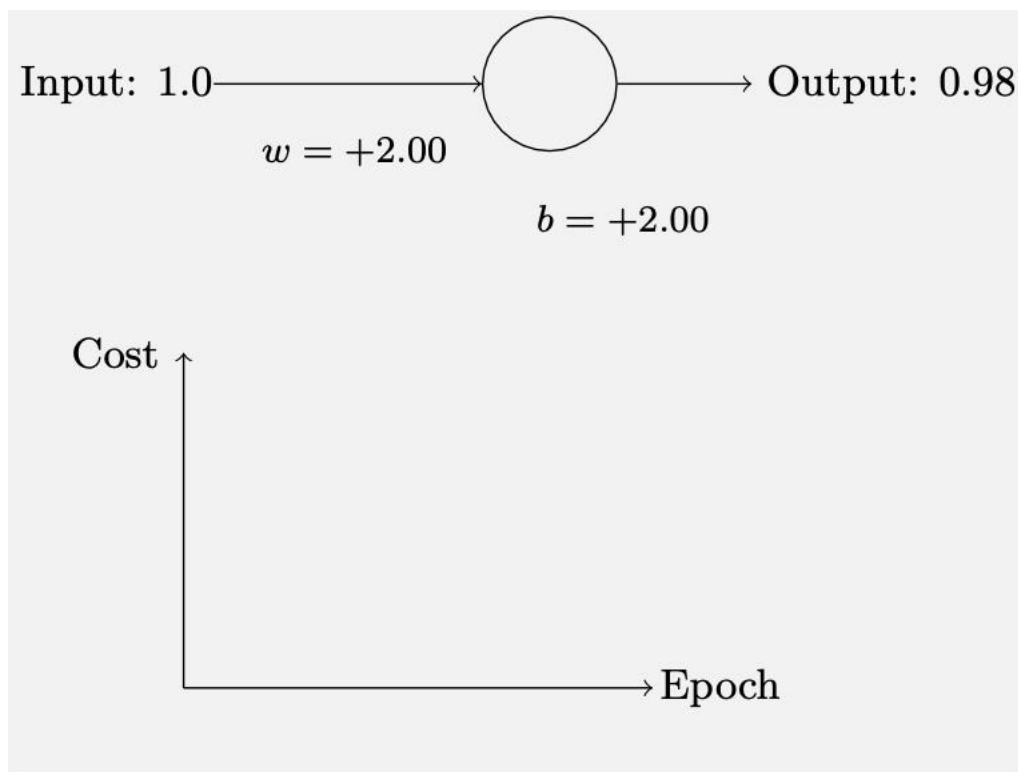 Input: 1.0 Output: 0.98
w = +2.00
b = +2.00
Cost
Epoch